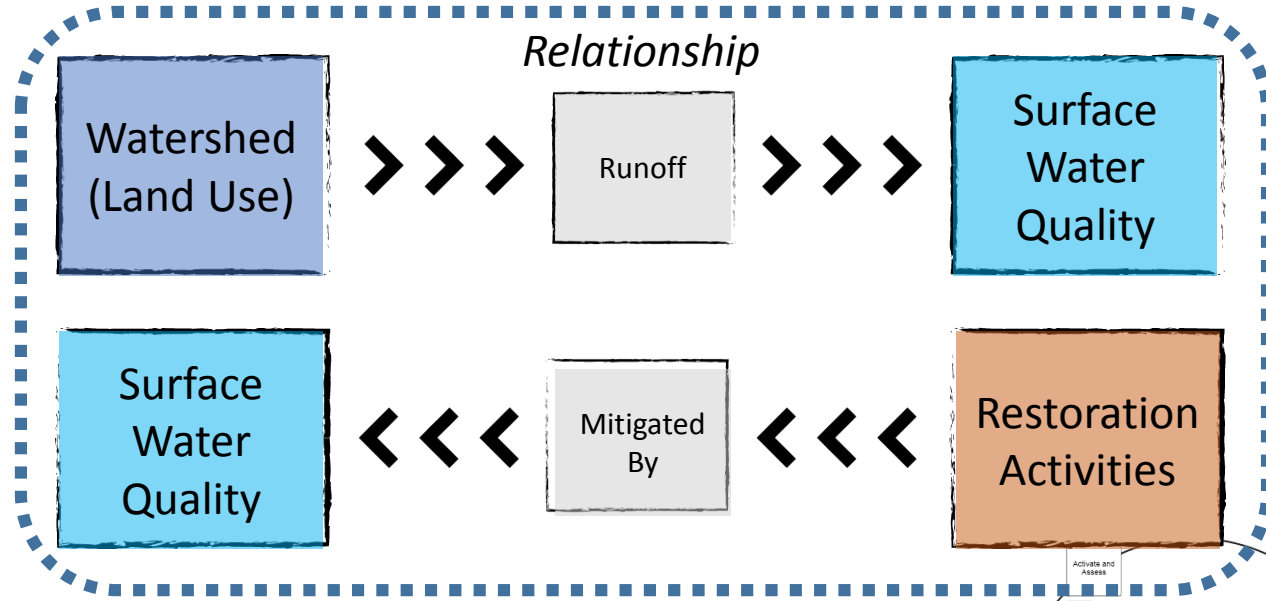 Relationship
Watershed
(Land Use)
Runoff
Surface
Water
Quality
Surface
Water
Quality
Mitigated
By
Restoration
Activities
Activate and
Assess